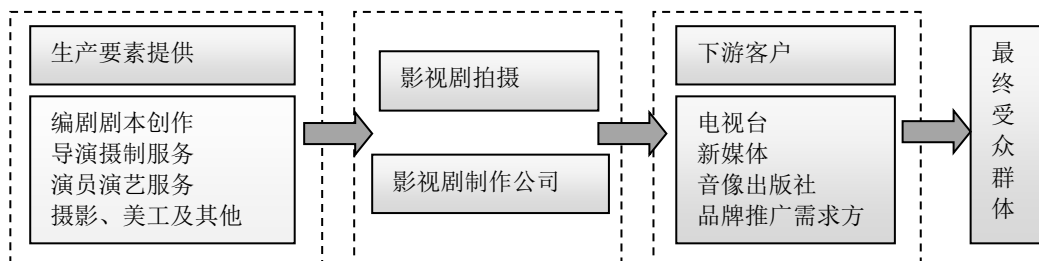 生产要素提供
编剧剧本创作
导演摄制服务
演员演艺服务
摄影、美工及其他
影视剧拍摄
影视剧制作公司
下游客户
电视台
新媒体
音像出版社
品牌推广需求方
最
终
受
众
群
体